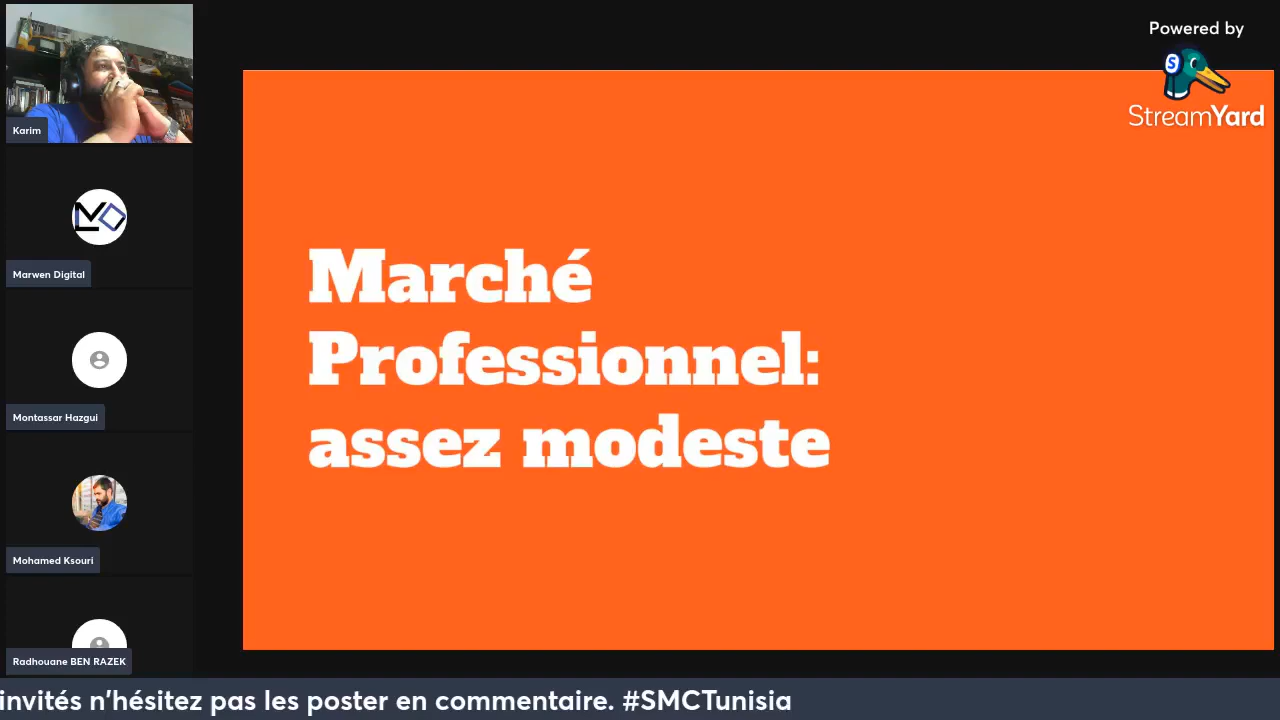 Powered by
StreamYard
Karim
Marwen Digital
Montassar Hazgui
Mohamed Ksouri
Radhouane BEN RAZEK
Marché
Professionnel:
assez modeste
invités n'hésitez pas les poster en commentaire. #SMCTunisia